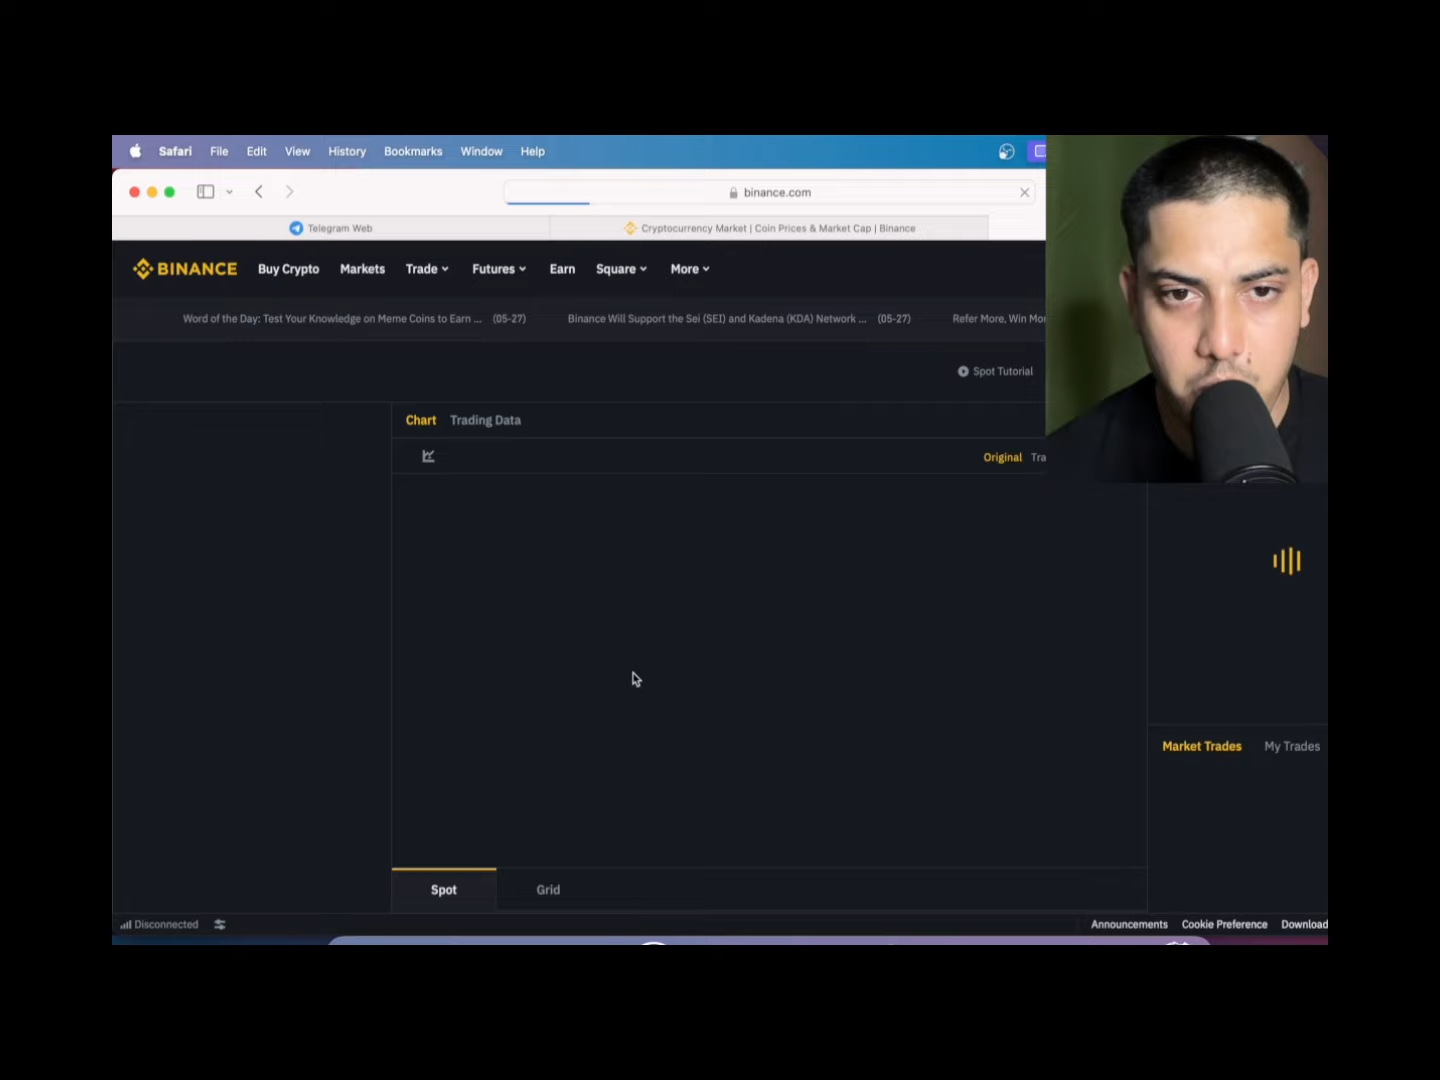 Safari File Edit View History Bookmarks Window Help
binance.com
Telegram Web
Cryptocurrency Market | Coin Prices & Market Cap | Binance
BINANCE Buy Crypto Markets Trade Futures Earn Square More
Word of the Day: Test Your Knowledge on Meme Coins to Earn ... (05-27) Binance Will Support the Sei (SEI) and Kadena (KDA) Network ... (05-27) Refer More, Win Mor
Spot Tutorial
Chart Trading Data
Original Tra
Market Trades My Trades
Spot Grid
Disconnected Announcements Cookie Preference Download